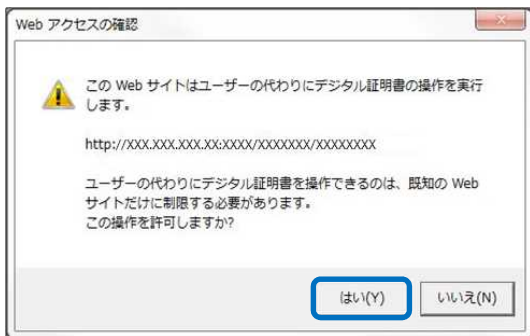 Web アクセスの確認
この Web サイトはユーザーの代わりにデジタル証明書の操作を実行
します。
http://XXX.XXX.XXX.XX:XXXX/XXXXXXX/XXXXXXXX
ユーザーの代わりにデジタル証明書を操作できるのは、既知の Web
サイトだけに制限する必要があります。
この操作を許可しますか?
はい(Y) いいえ(N)